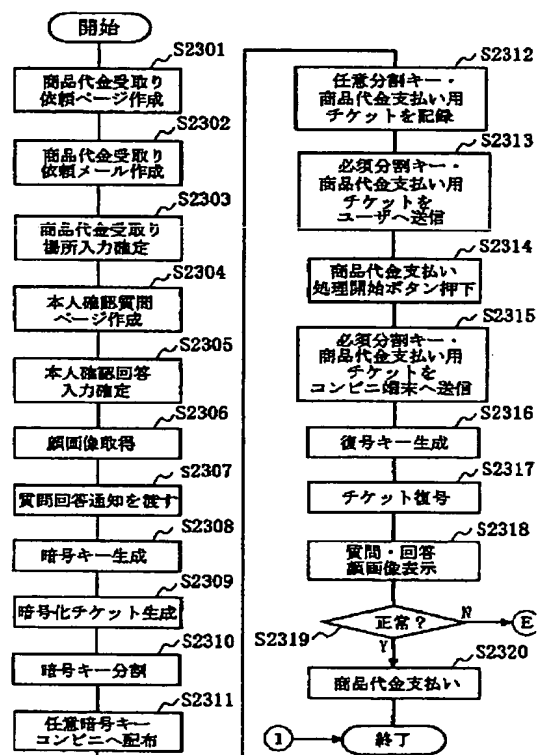 開始
S2301
商品代金受取り
依頼ページ作成
S2302
商品代金受取り
依頼メール作成
S2303
商品代金受取り
場所入力確定
S2304
本人確認質問
ページ作成
S2305
本人確認回答
入力確定
S2306
顔画像取得
S2307
質問回答通知を渡す
S2308
暗号キー生成
S2309
暗号化チケット生成
S2310
暗号キー分割
S2311
任意暗号キー
コンビニへ配布
S2312
任意分割キー・
商品代金支払い用
チケットを記録
S2313
必須分割キー・
商品代金支払い用
チケットを
ユーザへ送信
S2314
商品代金支払い
処理開始ボタン押下
S2315
必須分割キー・
商品代金支払い用
チケットを
コンビニ端末へ送信
S2316
復号キー生成
S2317
チケット復号
S2318
質問・回答
顔画像表示
正常?
N
E
S2319
Y
S2320
商品代金支払い
1
終了